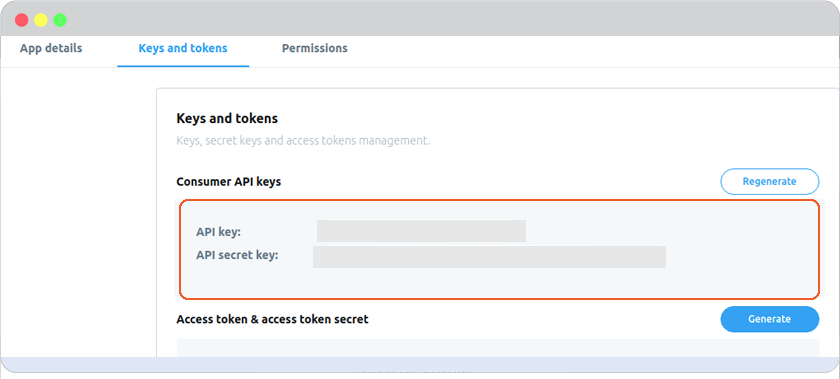 App details
Keys and tokens
Permissions
Keys and tokens
Keys, secret keys and access tokens management.
Consumer API keys
Regenerate
API key:
API secret key:
Access token & access token secret
Generate